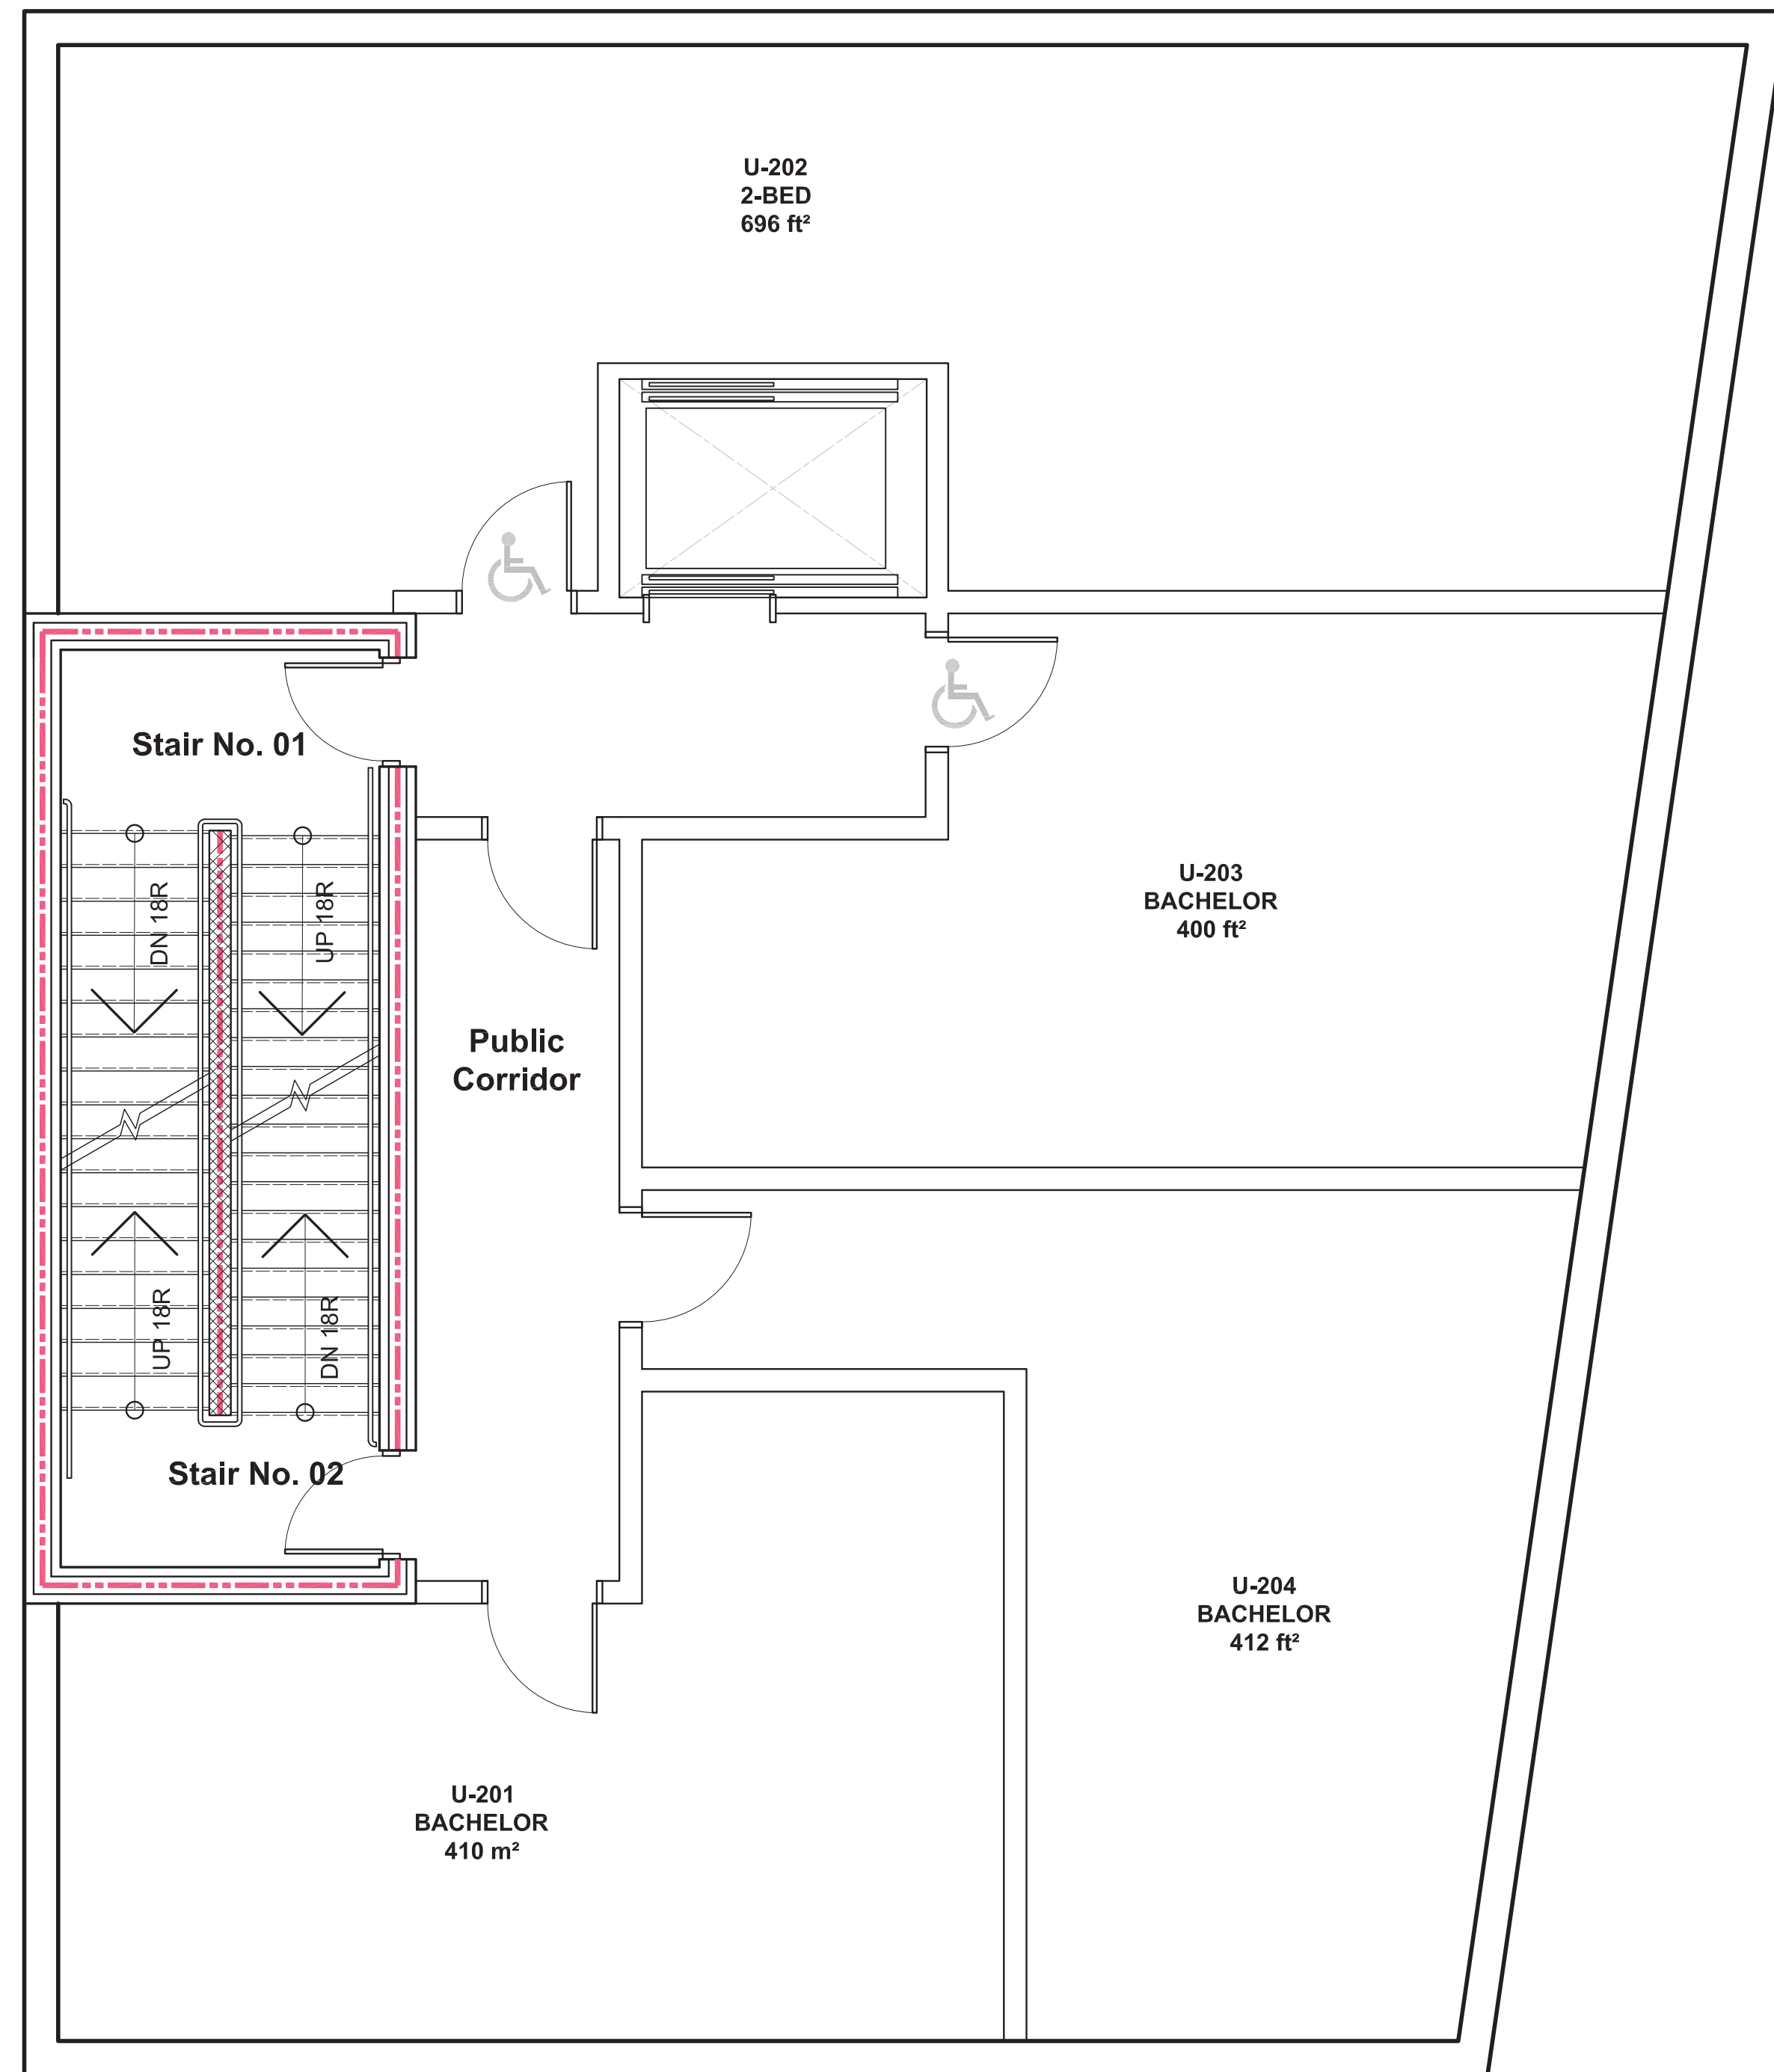 U-202
2-BED
696 ft²
Stair No. 01
DN 18R
UP 18R
U-203
BACHELOR
400 ft²
Public
Corridor
UP 18R
DN 18R
Stair No. 02
U-204
BACHELOR
412 ft²
U-201
BACHELOR
410 m²